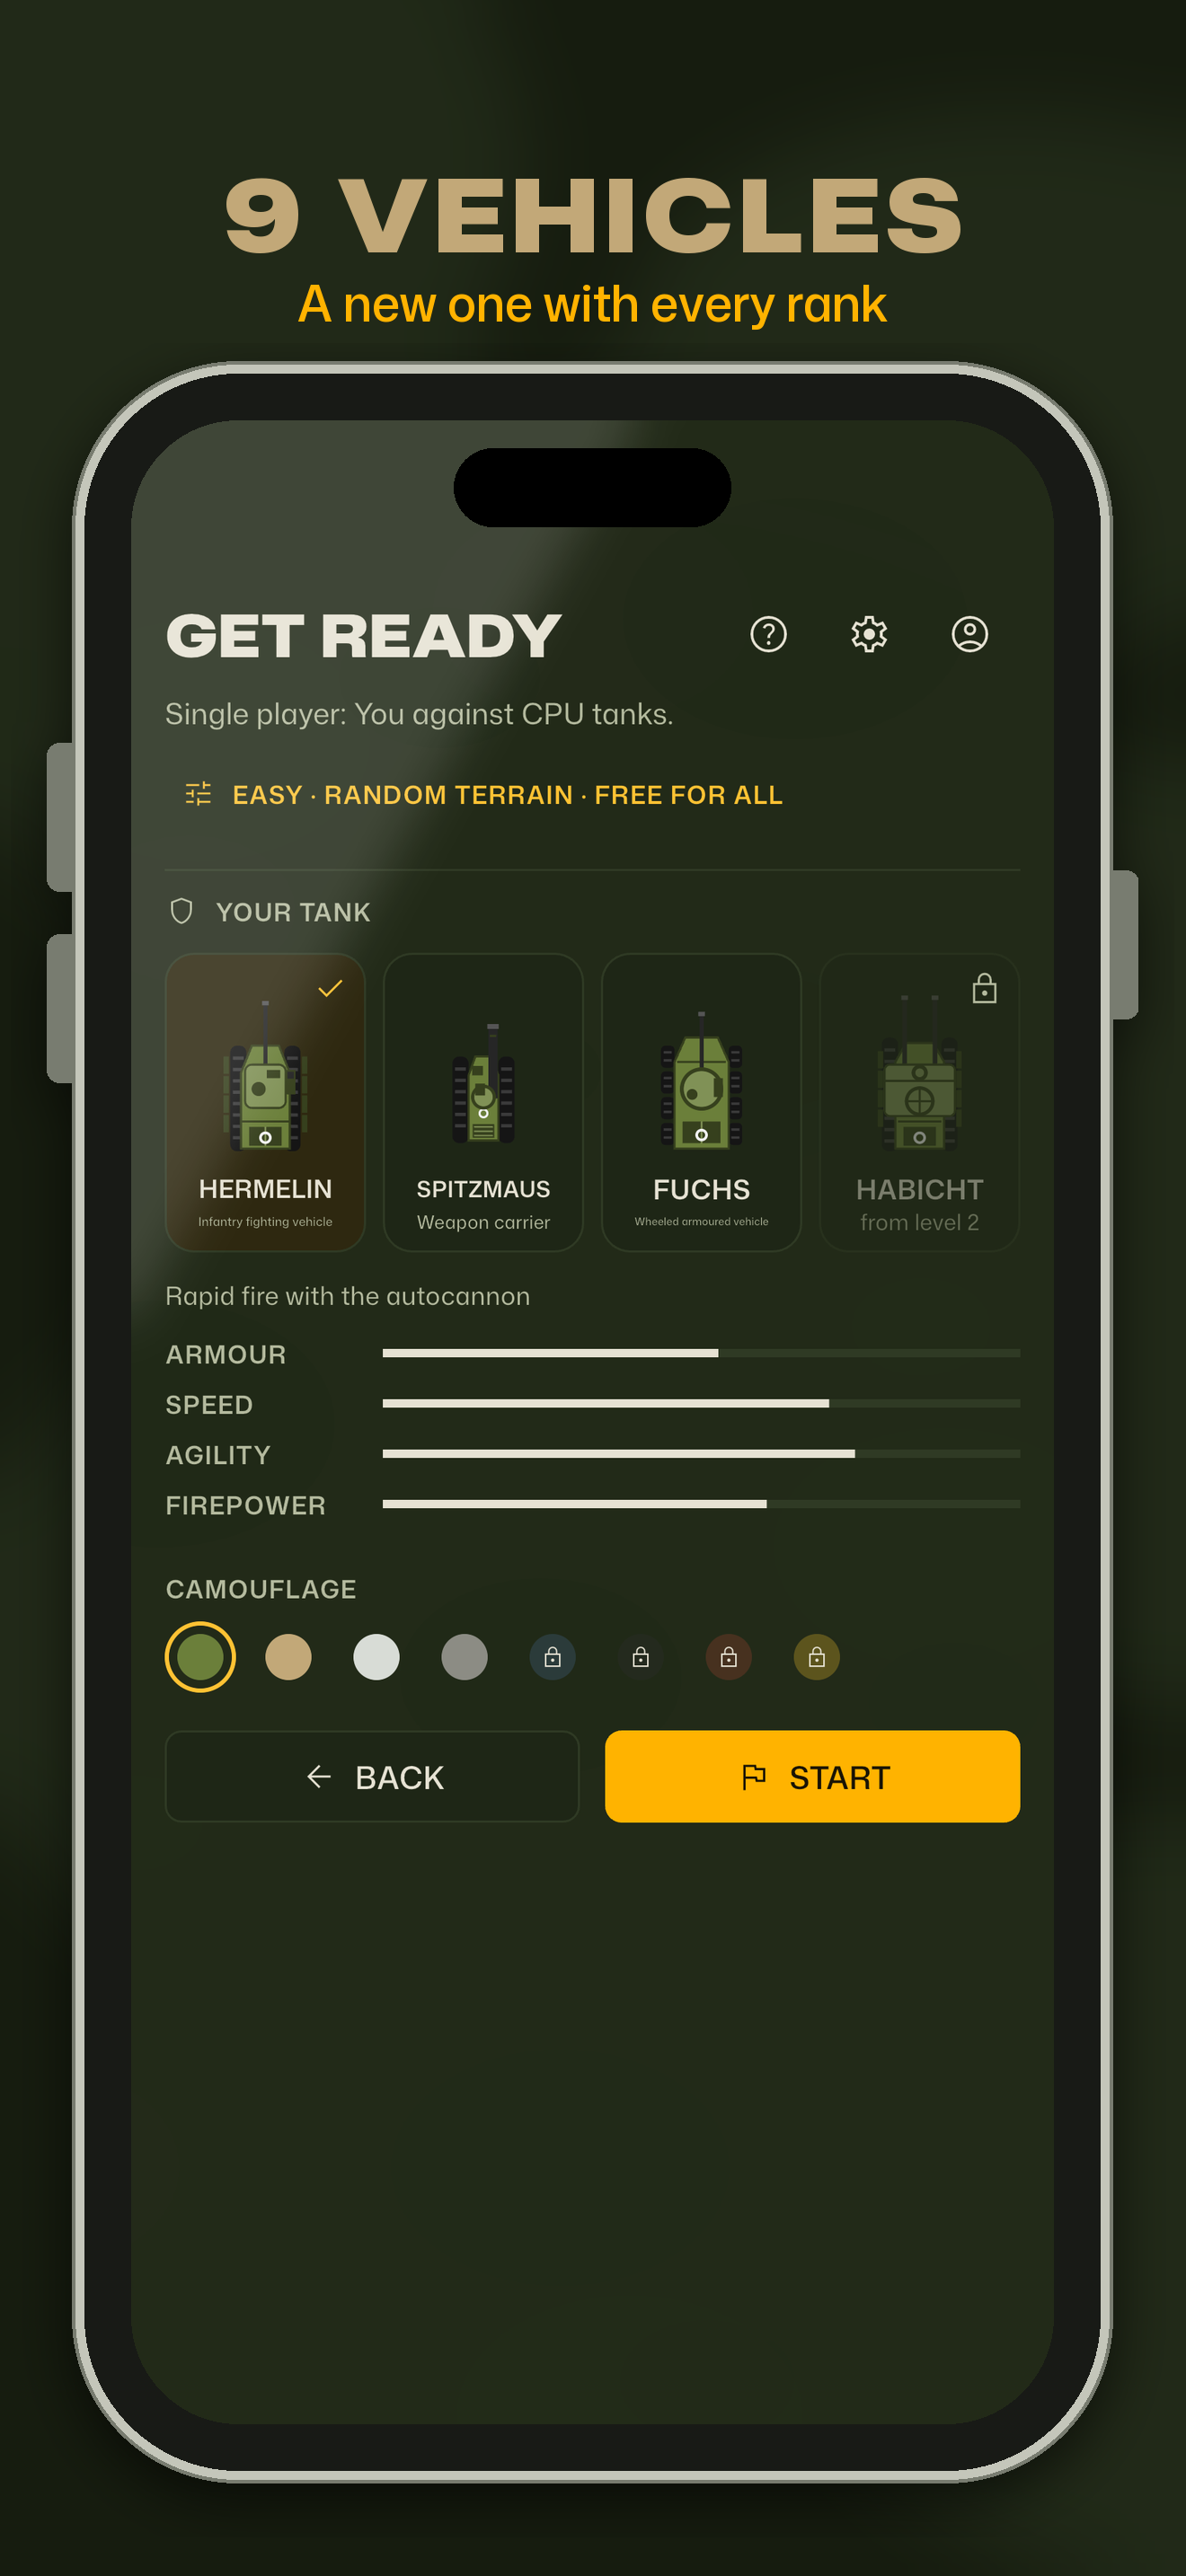 9 VEHICLES
A new one with every rank
GET READY
Single player: You against CPU tanks.
EASY · RANDOM TERRAIN · FREE FOR ALL
YOUR TANK
HERMELIN
Infantry fighting vehicle
SPITZMAUS
Weapon carrier
FUCHS
Wheeled armoured vehicle
HABICHT
from level 2
Rapid fire with the autocannon
ARMOUR
SPEED
AGILITY
FIREPOWER
CAMOUFLAGE
BACK
START